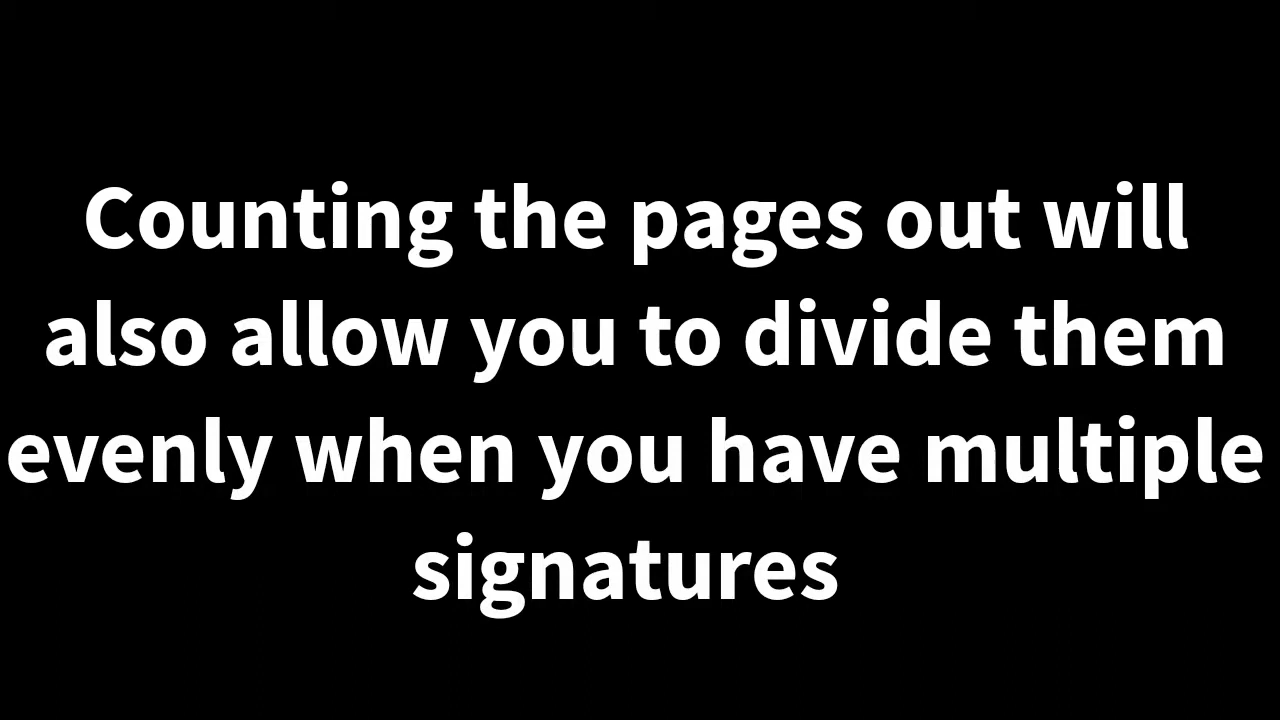 Counting the pages out will
also allow you to divide them
evenly when you have multiple
signatures